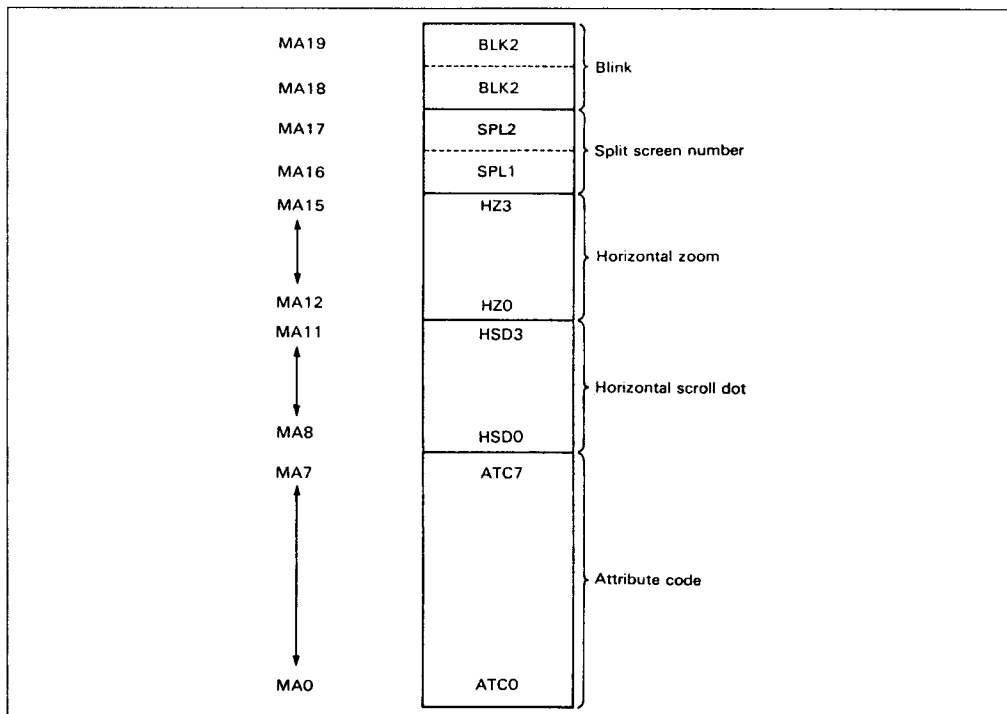 MA19 BLK2
Blink
MA18 BLK2
MA17 SPL2
Split screen number
MA16 SPL1
MA15 HZ3
Horizontal zoom
MA12 HZ0
MA11 HSD3
Horizontal scroll dot
MA8 HSD0
MA7 ATC7
Attribute code
MA0 ATC0